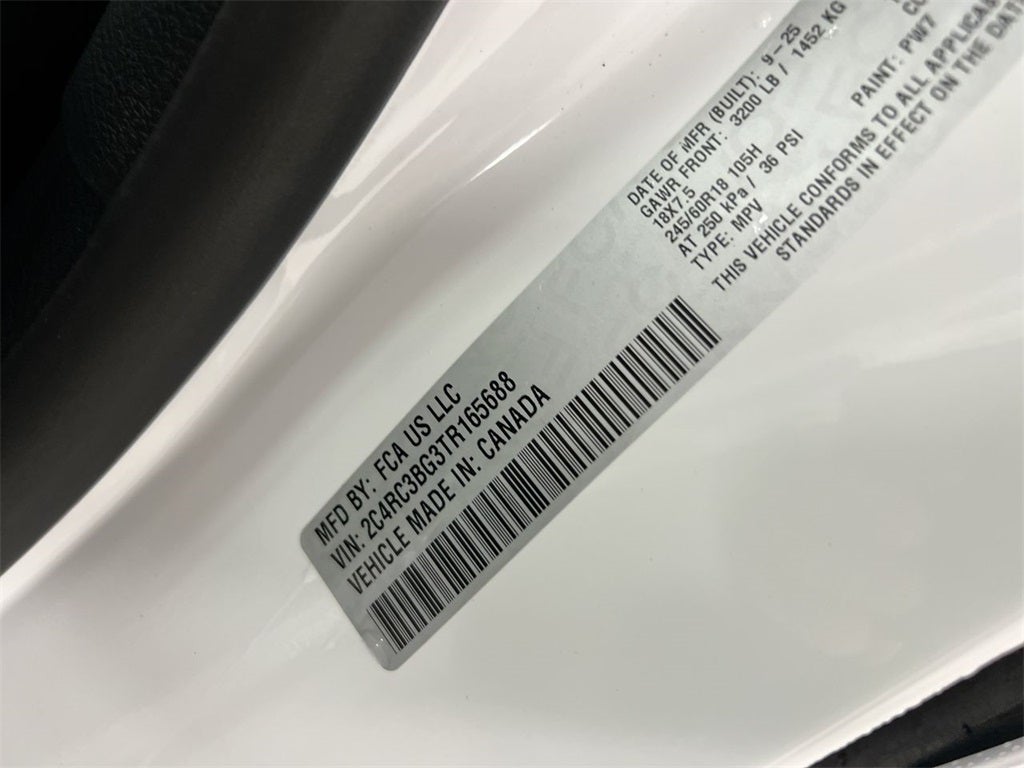 MFD BY: FCA US LLC
VIN: 2C4RC3BG3TR165688
VEHICLE MADE IN: CANADA
DATE OF MFR (BUILT): 9-25
GAWR FRONT: 3200 LB / 1452 KG
18X7.5
245/60R18 105H
AT 250 kPa / 36 PSI
TYPE: MPV
PAINT: PW7
THIS VEHICLE CONFORMS TO ALL
STANDARDS IN EFFECT ON THE